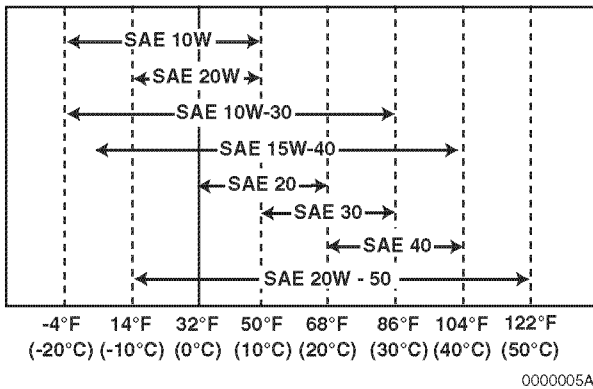 SAE 10W
SAE 20W
SAE 10W-30
SAE 15W-40
SAE 20
SAE 30
SAE 40
SAE 20W - 50
-4°F 14°F 32°F 50°F 68°F 86°F 104°F 122°F
(-20°C) (-10°C) (0°C) (10°C) (20°C) (30°C) (40°C) (50°C)
0000005A